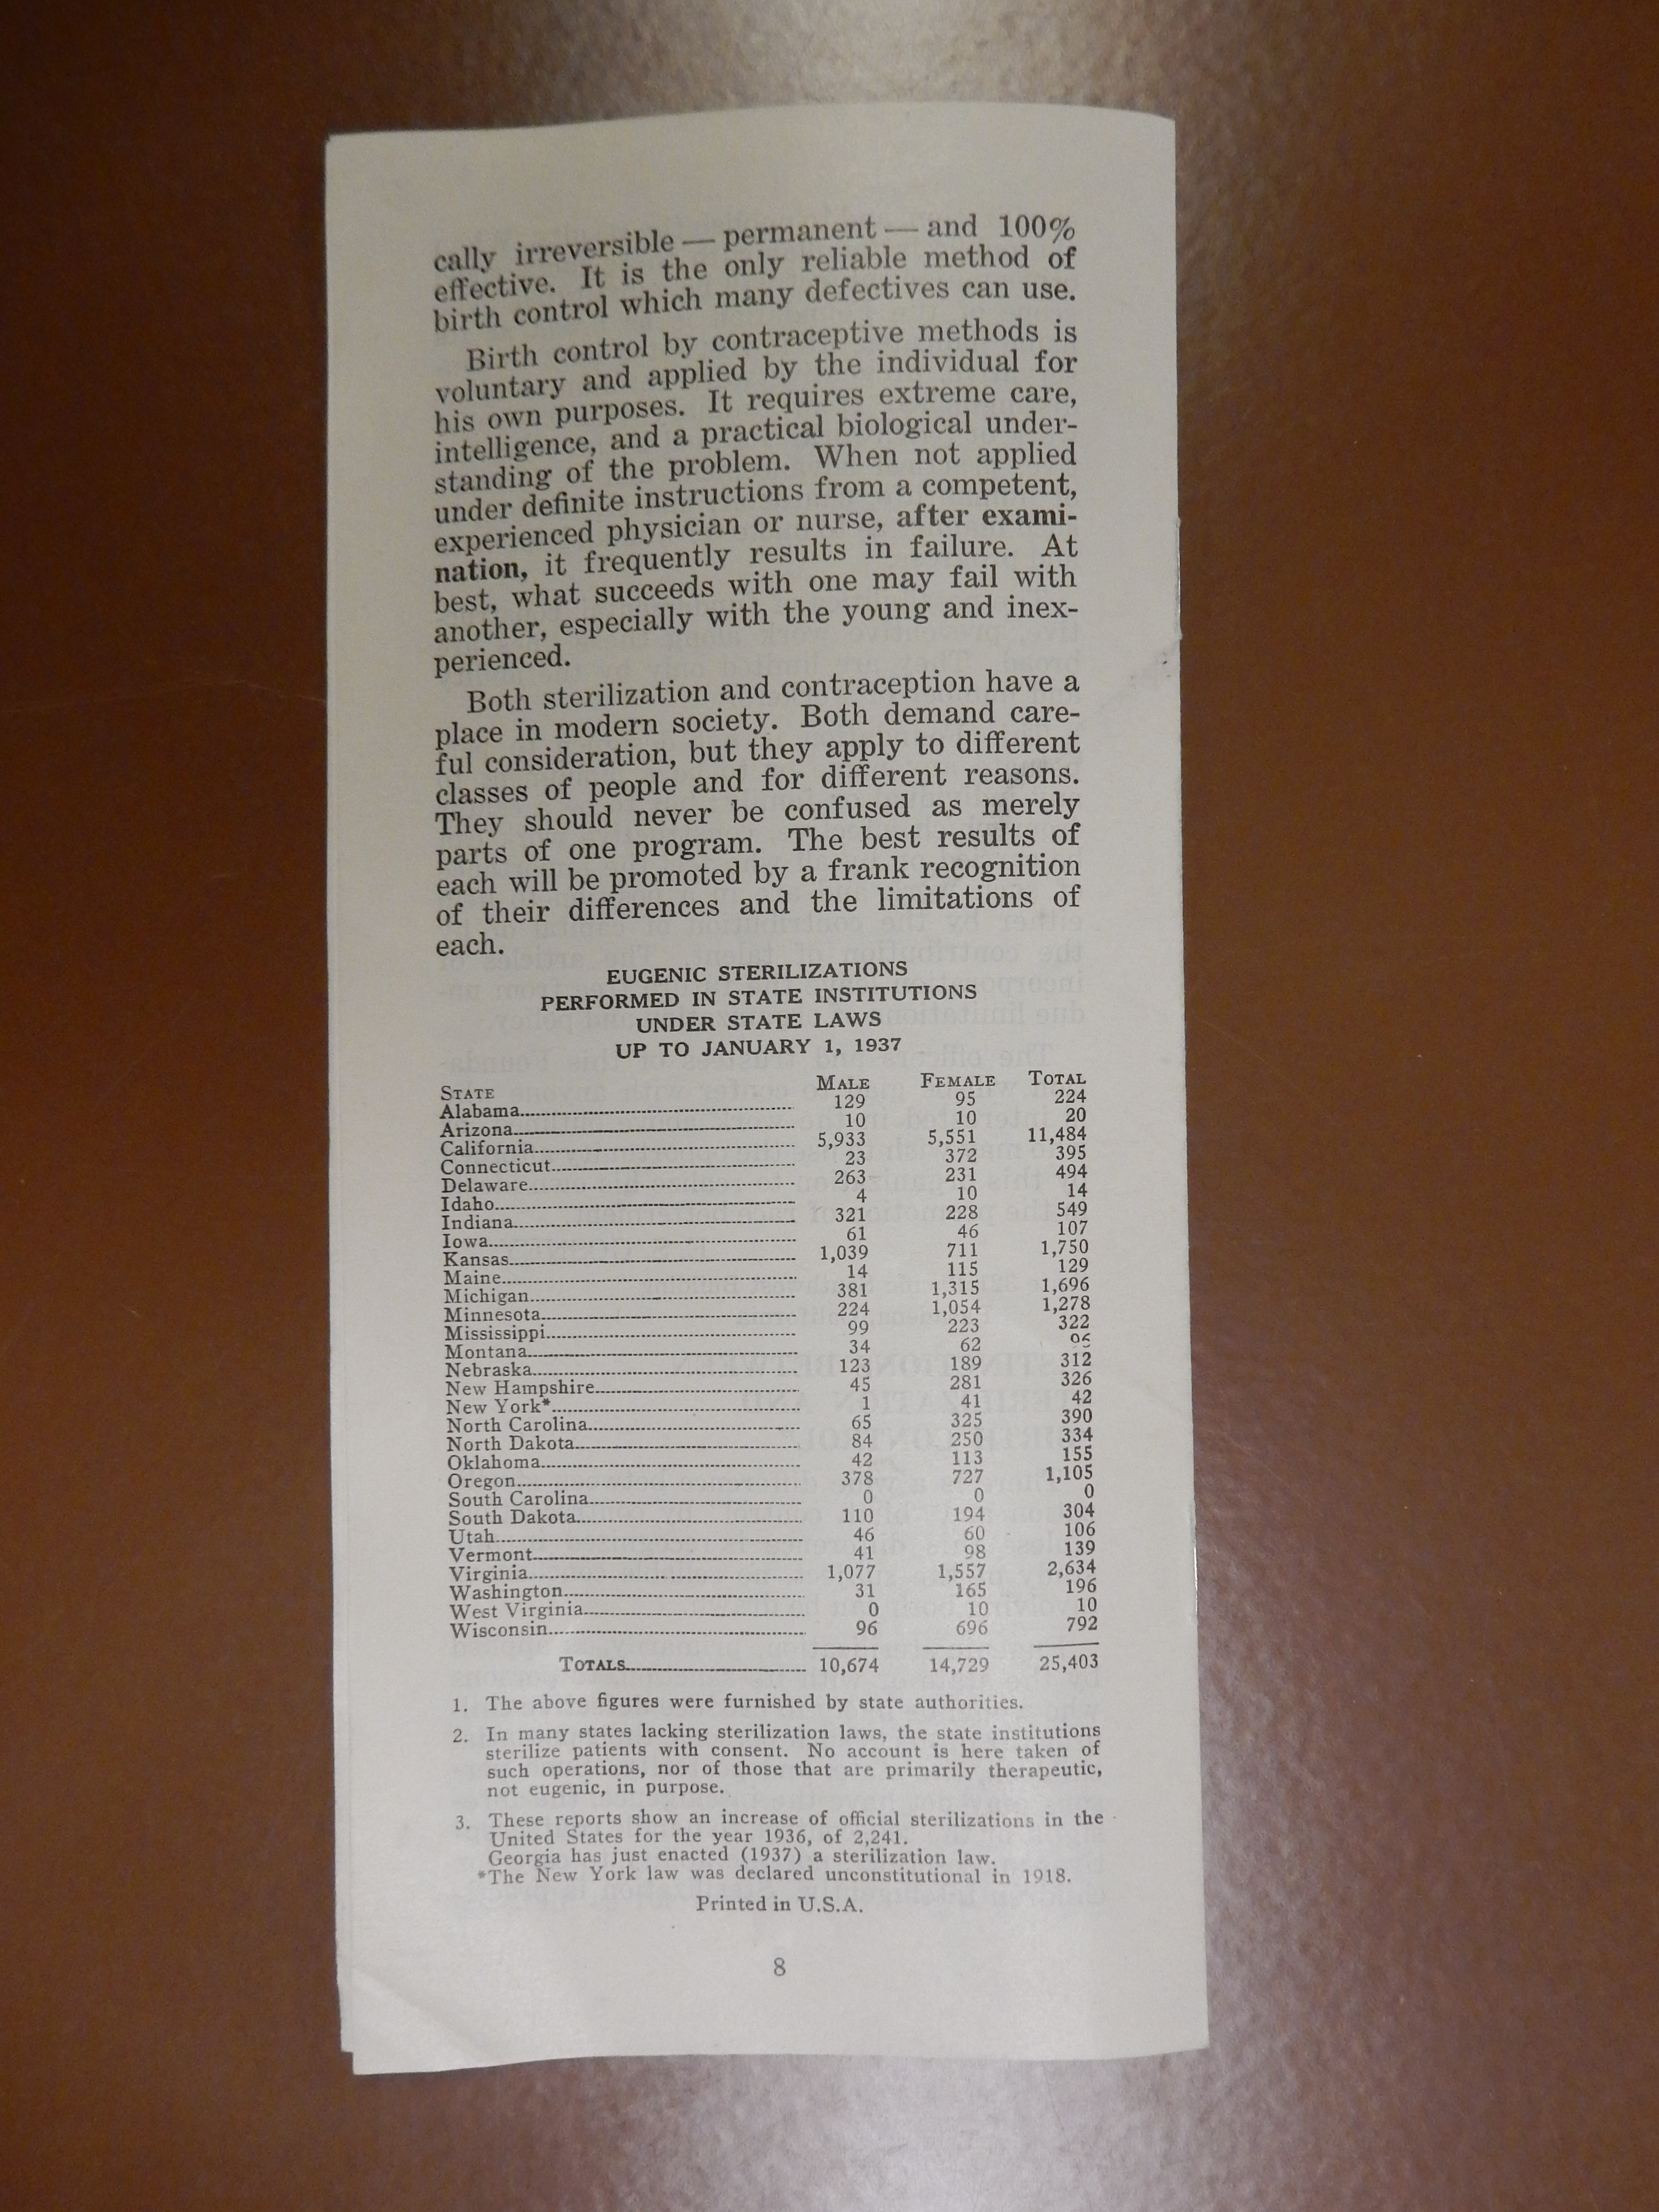 cally irreversible — permanent — and 100%
effective. It is the only reliable method of
birth control which many defectives can use.
Birth control by contraceptive methods is
voluntary and applied by the individual for
his own purposes. It requires extreme care,
intelligence, and a practical biological under-
standing of the problem. When not applied
under definite instructions from a competent,
experienced physician or nurse, after exami-
nation, it frequently results in failure. At
best, what succeeds with one may fail with
another, especially with the young and inex-
perienced.
Both sterilization and contraception have a
place in modern society. Both demand care-
ful consideration, but they apply to different
classes of people and for different reasons.
They should never be confused as merely
parts of one program. The best results of
each will be promoted by a frank recognition
of their differences and the limitations of
each.
EUGENIC STERILIZATIONS
PERFORMED IN STATE INSTITUTIONS
UNDER STATE LAWS
UP TO JANUARY 1, 1937
STATE MALE FEMALE TOTAL
Alabama 129 95 224
Arizona 10 10 20
California 5,933 5,551 11,484
Connecticut 23 372 395
Delaware 263 231 494
Idaho 4 10 14
Indiana 321 228 549
Iowa 61 46 107
Kansas 1,039 711 1,750
Maine 14 115 129
Michigan 381 1,315 1,696
Minnesota 224 1,054 1,278
Mississippi 99 223 322
Montana 34 62 96
Nebraska 123 189 312
New Hampshire 45 281 326
New York* 1 41 42
North Carolina 65 325 390
North Dakota 84 250 334
Oklahoma 42 113 155
Oregon 378 727 1,105
South Carolina 0 0 0
South Dakota 110 194 304
Utah 46 60 106
Vermont 41 98 139
Virginia 1,077 1,557 2,634
Washington 31 165 196
West Virginia 0 10 10
Wisconsin 96 696 792
TOTALS 10,674 14,729 25,403
1. The above figures were furnished by state authorities.
2. In many states lacking sterilization laws, the state institutions
sterilize patients with consent. No account is here taken of
such operations, nor of those that are primarily therapeutic,
not eugenic, in purpose.
3. These reports show an increase of official sterilizations in the
United States for the year 1936, of 2,241.
Georgia has just enacted (1937) a sterilization law.
*The New York law was declared unconstitutional in 1918.
Printed in U.S.A.
8